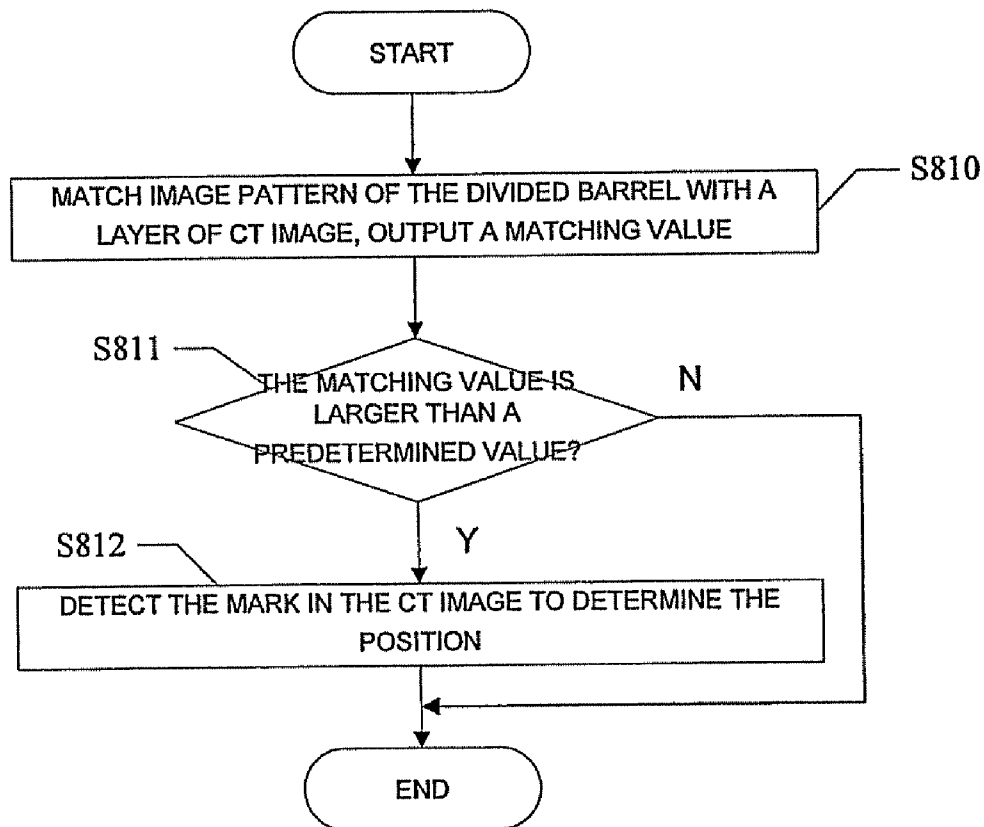 START
S810
MATCH IMAGE PATTERN OF THE DIVIDED BARREL WITH A
LAYER OF CT IMAGE, OUTPUT A MATCHING VALUE
S811
THE MATCHING VALUE IS
LARGER THAN A
PREDETERMINED VALUE?
N
Y
S812
DETECT THE MARK IN THE CT IMAGE TO DETERMINE THE
POSITION
END